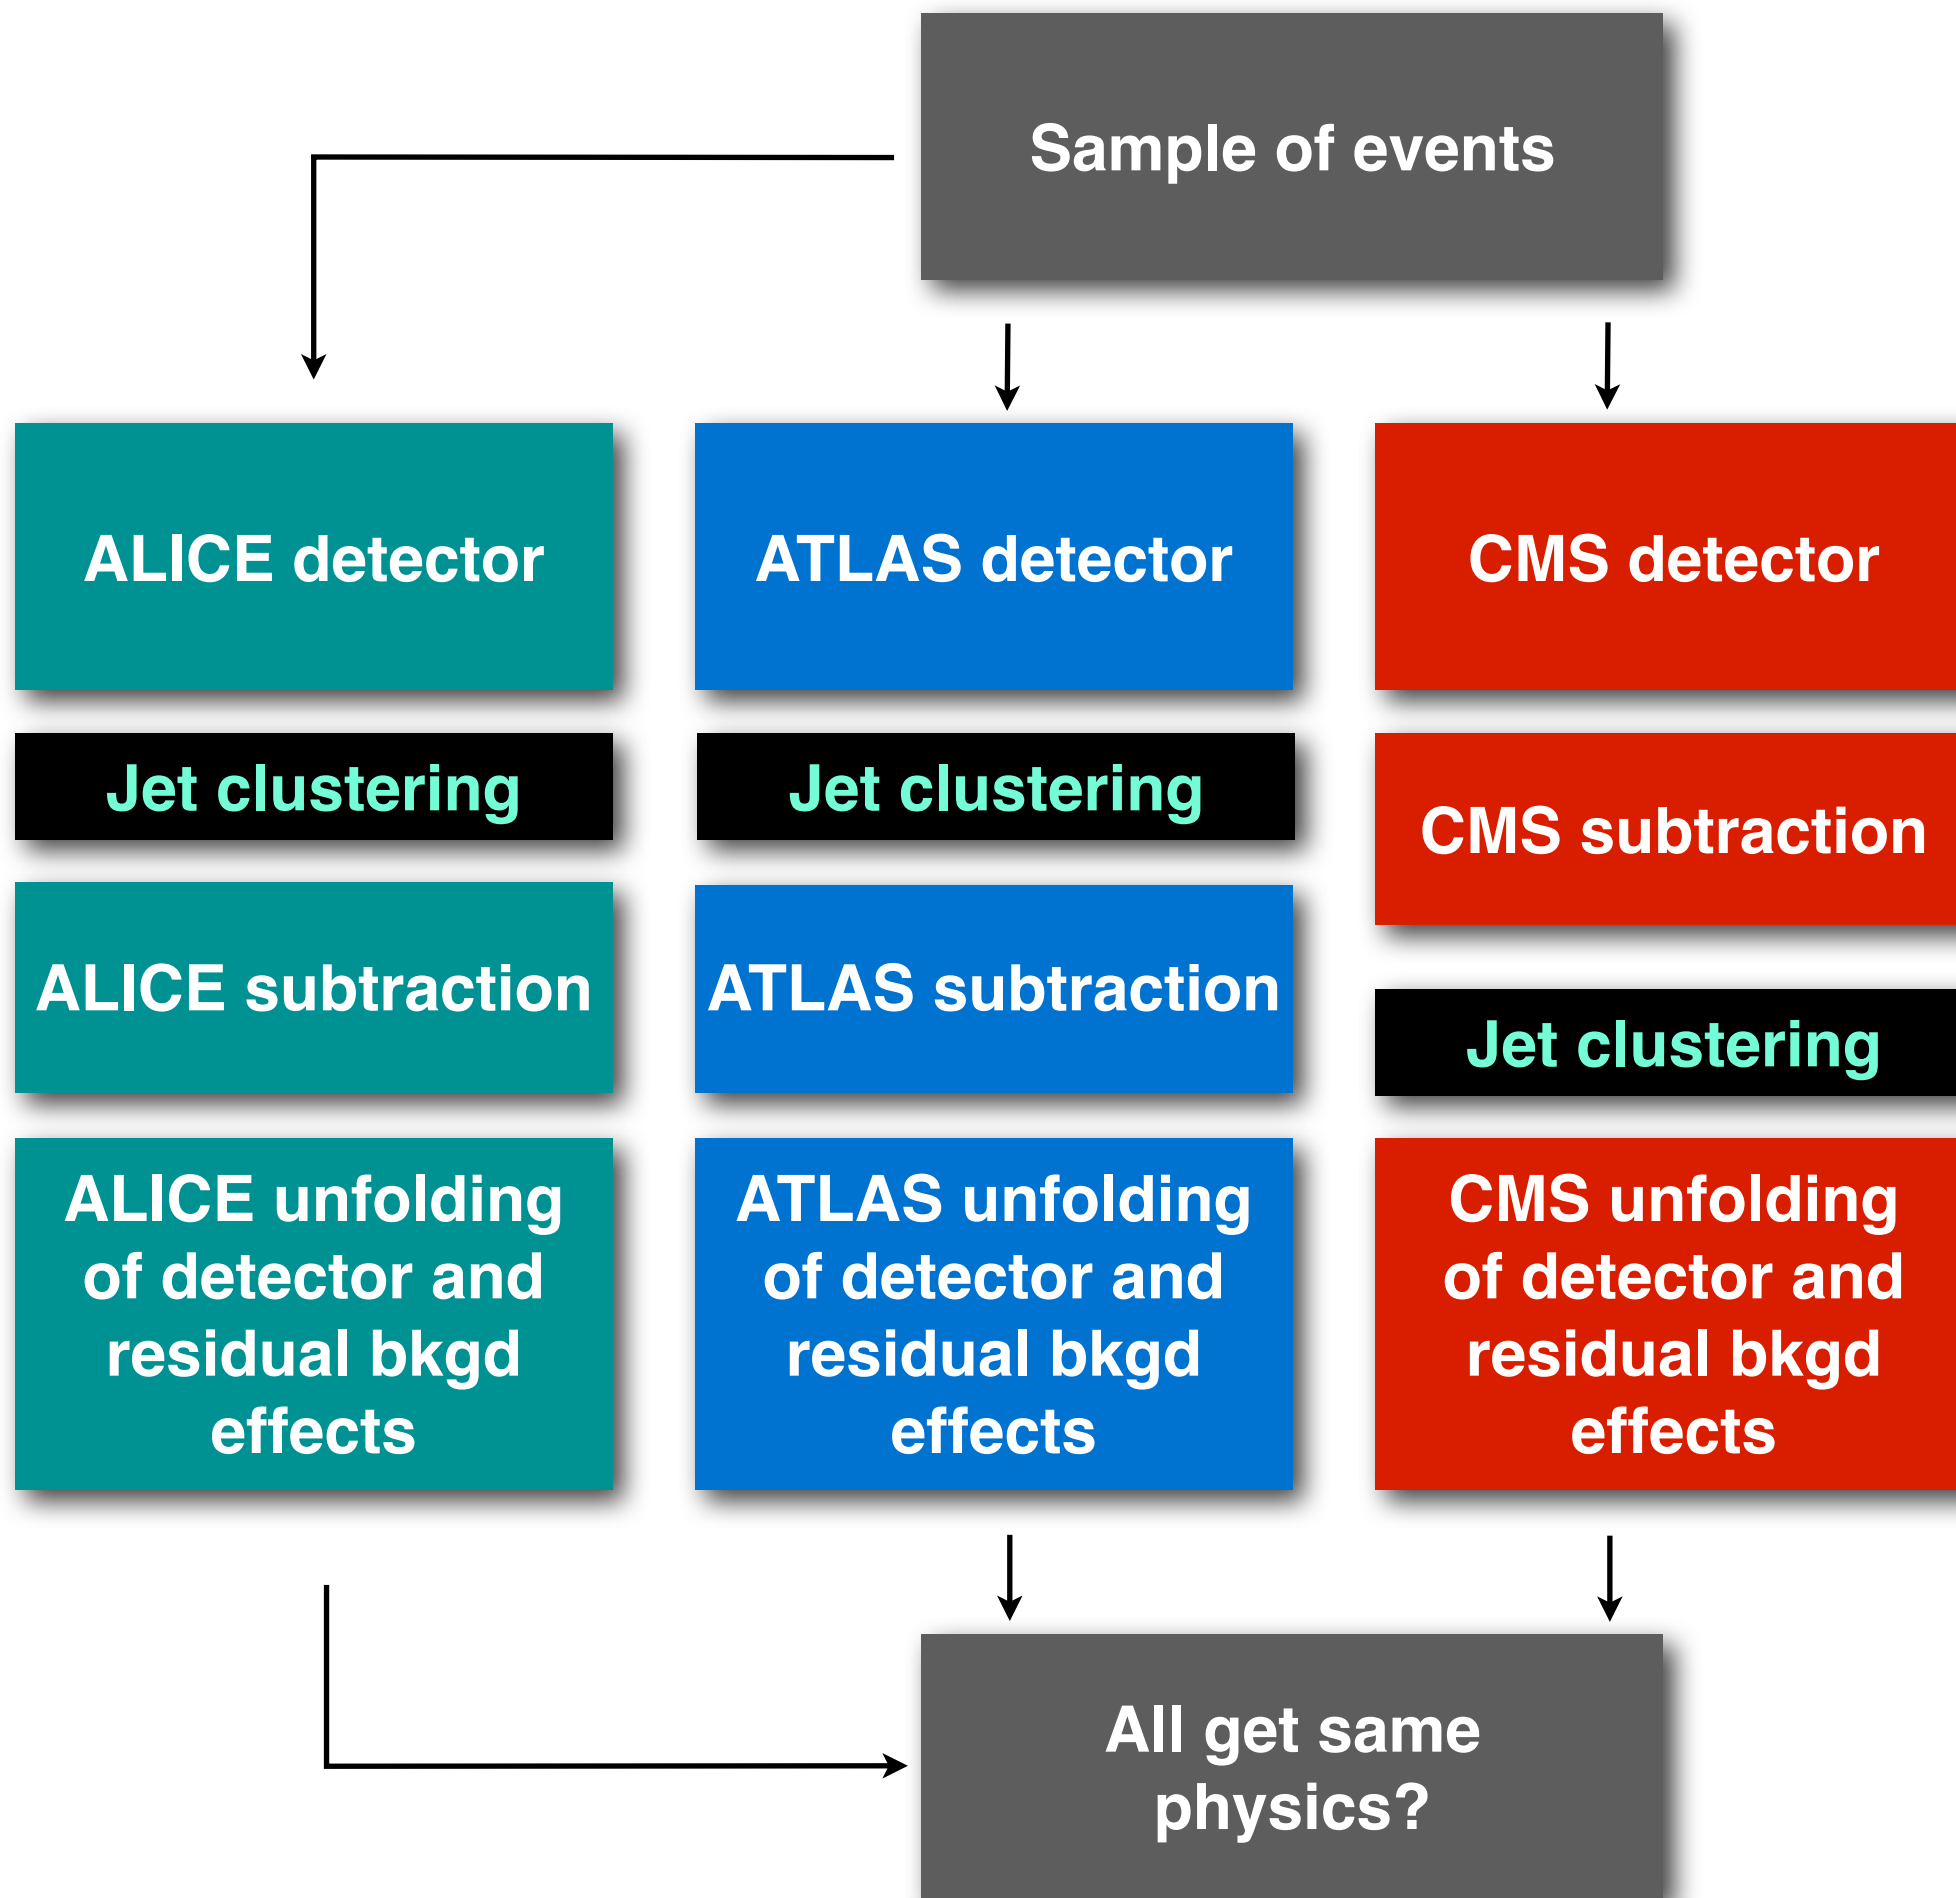 Sample of events
ALICE detector
ATLAS detector
CMS detector
Jet clustering
Jet clustering
CMS subtraction
ALICE subtraction
ATLAS subtraction
Jet clustering
ALICE unfolding
of detector and
residual bkgd
effects
ATLAS unfolding
of detector and
residual bkgd
effects
CMS unfolding
of detector and
residual bkgd
effects
All get same
physics?